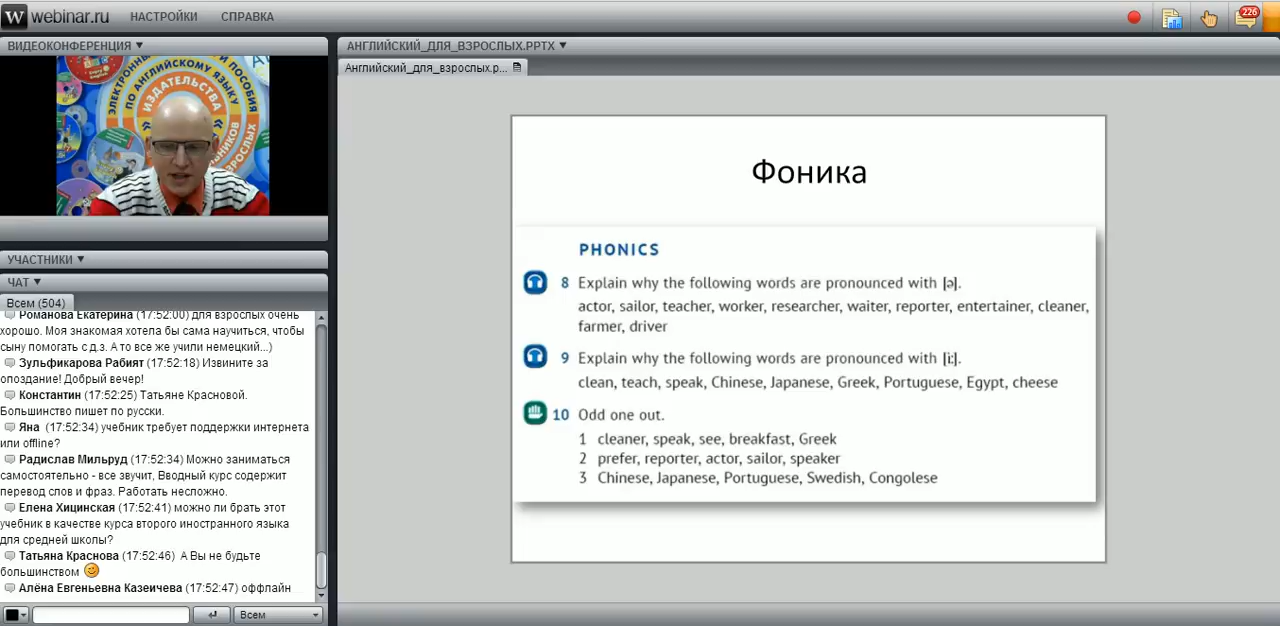 webinar.ru НАСТРОЙКИ СПРАВКА
226
ВИДЕОКОНФЕРЕНЦИЯ
АНГЛИЙСКИЙ_ДЛЯ_ВЗРОСЛЫХ.PPTX
Английский_для_взрослых.p...
ЭЛЕКТРОННЫЕ ПОСОБИЯ
ПО АНГЛИЙСКОМУ ЯЗЫКУ
ИЗДАТЕЛЬСТВА
УЧАСТНИКИ
ЧАТ
Всем (504)
Романова Екатерина (17:52:00) для взрослых очень
хорошо. Моя знакомая хотела бы сама научиться, чтобы
сыну помогать с д.з. А то все же учили немецкий...)
Зульфикарова Рабият (17:52:18) Извините за
опоздание! Добрый вечер!
Константин (17:52:25) Татьяне Красновой.
Большинство пишет по русски.
Яна (17:52:34) учебник требует поддержки интернета
или offline?
Радислав Мильруд (17:52:34) Можно заниматься
самостоятельно - все звучит, Вводный курс содержит
перевод слов и фраз. Работать несложно.
Елена Хицинская (17:52:41) можно ли брать этот
учебник в качестве курса второго иностранного языка
для средней школы?
Татьяна Краснова (17:52:46) А Вы не будьте
большинством
Алёна Евгеньевна Казеичева (17:52:47) оффлайн
Всем
Фоника
PHONICS
8 Explain why the following words are pronounced with [ə].
actor, sailor, teacher, worker, researcher, waiter, reporter, entertainer, cleaner,
farmer, driver
9 Explain why the following words are pronounced with [i:].
clean, teach, speak, Chinese, Japanese, Greek, Portuguese, Egypt, cheese
10 Odd one out.
1 cleaner, speak, see, breakfast, Greek
2 prefer, reporter, actor, sailor, speaker
3 Chinese, Japanese, Portuguese, Swedish, Congolese